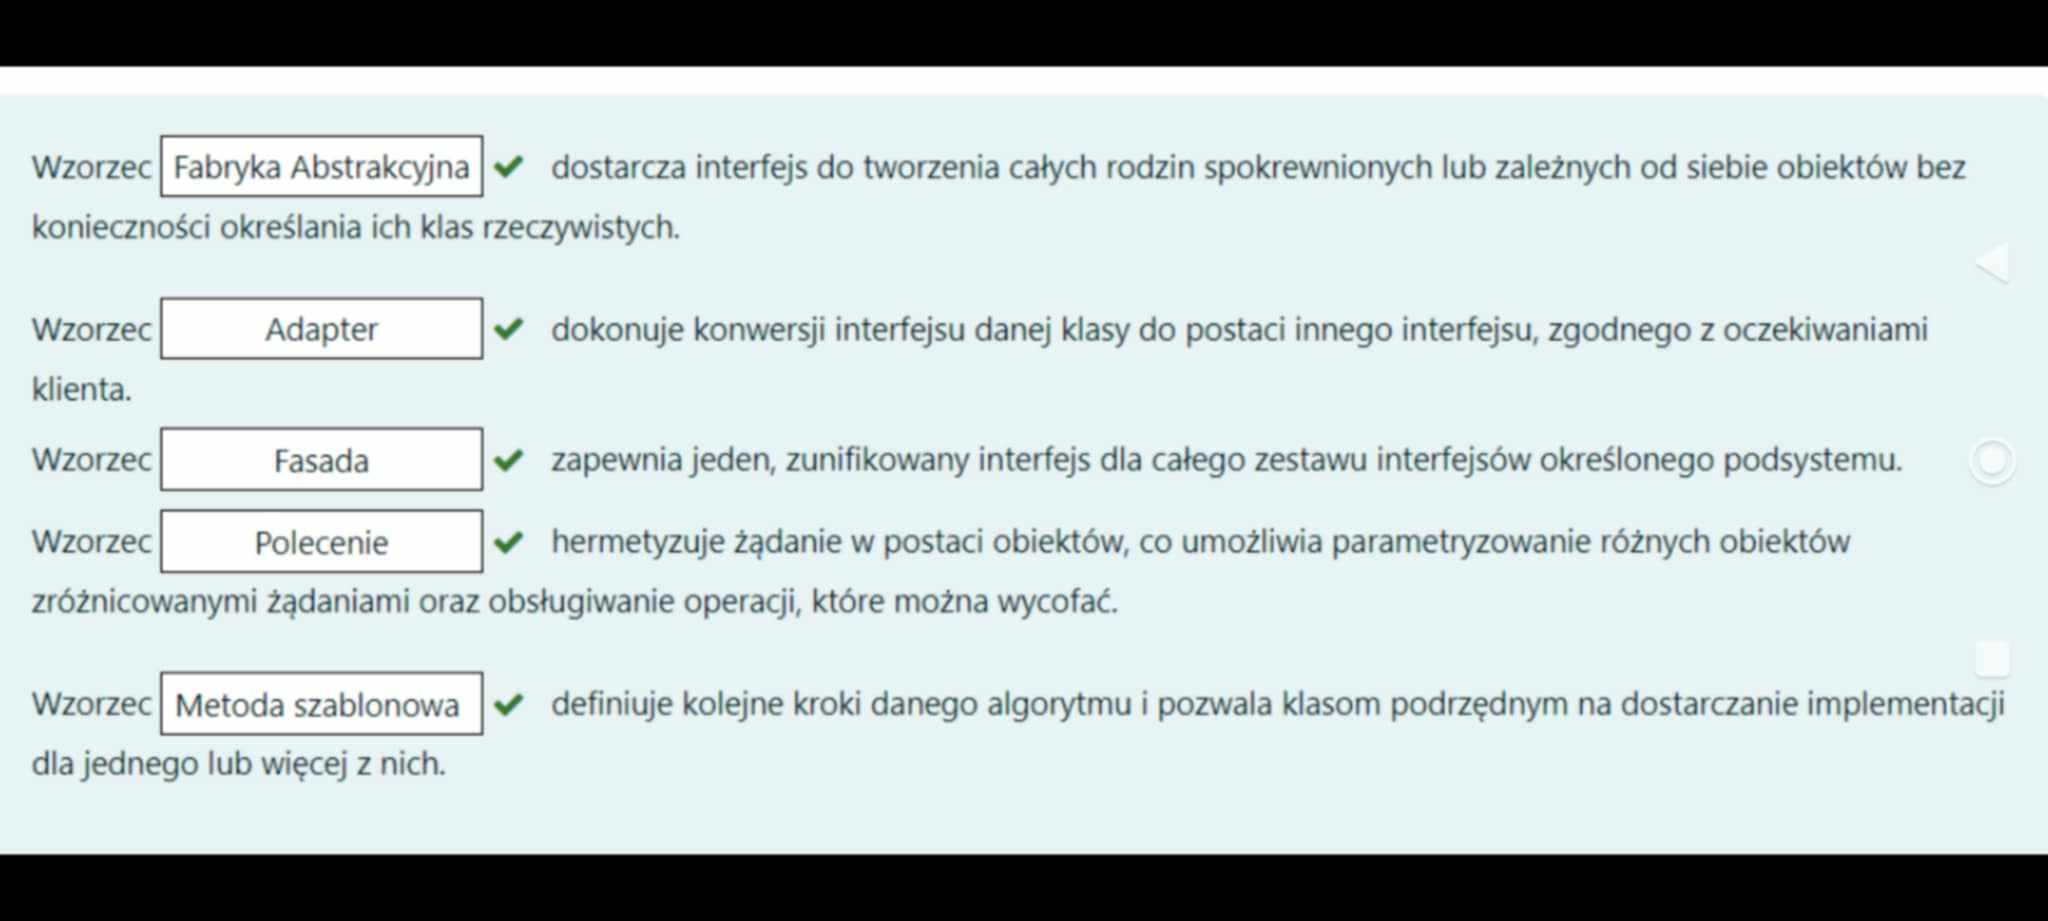 Wzorzec Fabryka Abstrakcyjna dostarcza interfejs do tworzenia całych rodzin spokrewnionych lub zależnych od siebie obiektów bez
konieczności określania ich klas rzeczywistych.
Wzorzec Adapter dokonuje konwersji interfejsu danej klasy do postaci innego interfejsu, zgodnego z oczekiwaniami
klienta.
Wzorzec Fasada zapewnia jeden, zunifikowany interfejs dla całego zestawu interfejsów określonego podsystemu.
Wzorzec Polecenie hermetyzuje żądanie w postaci obiektów, co umożliwia parametryzowanie różnych obiektów
zróżnicowanymi żądaniami oraz obsługiwanie operacji, które można wycofać.
Wzorzec Metoda szablonowa definiuje kolejne kroki danego algorytmu i pozwala klasom podrzędnym na dostarczanie implementacji
dla jednego lub więcej z nich.